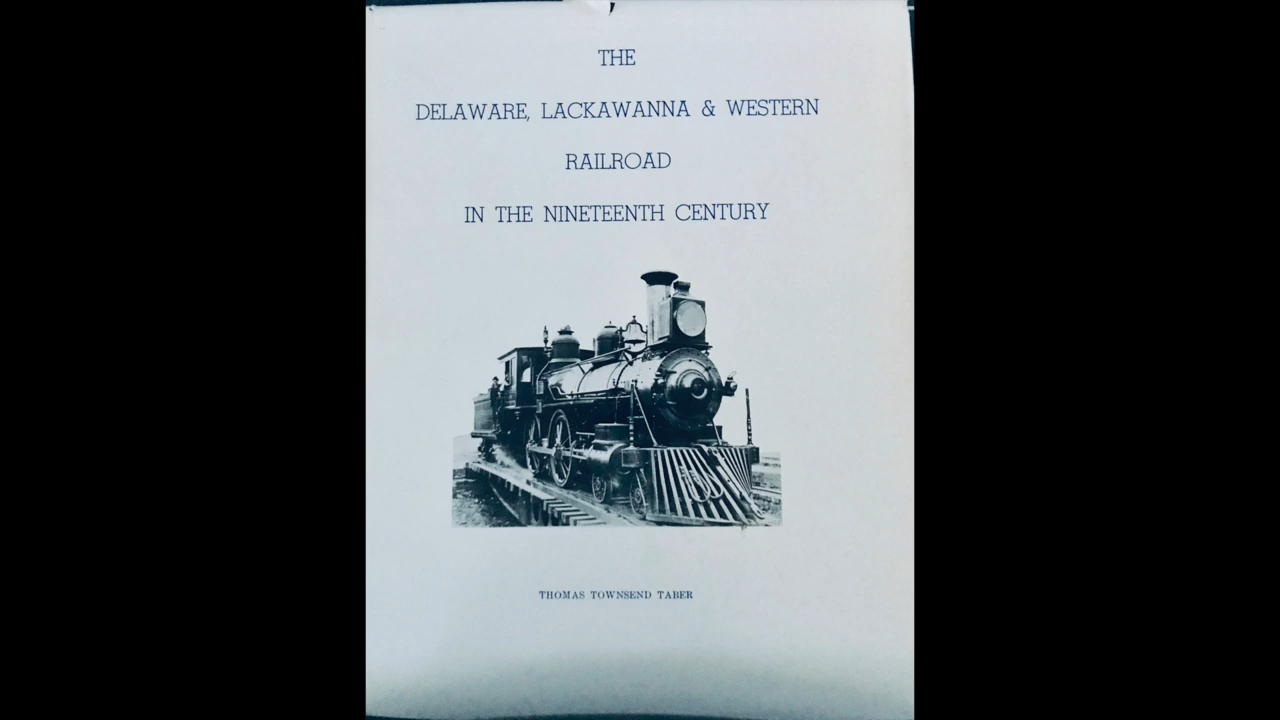 THE
DELAWARE, LACKAWANNA & WESTERN
RAILROAD
IN THE NINETEENTH CENTURY
THOMAS TOWNSEND TABER